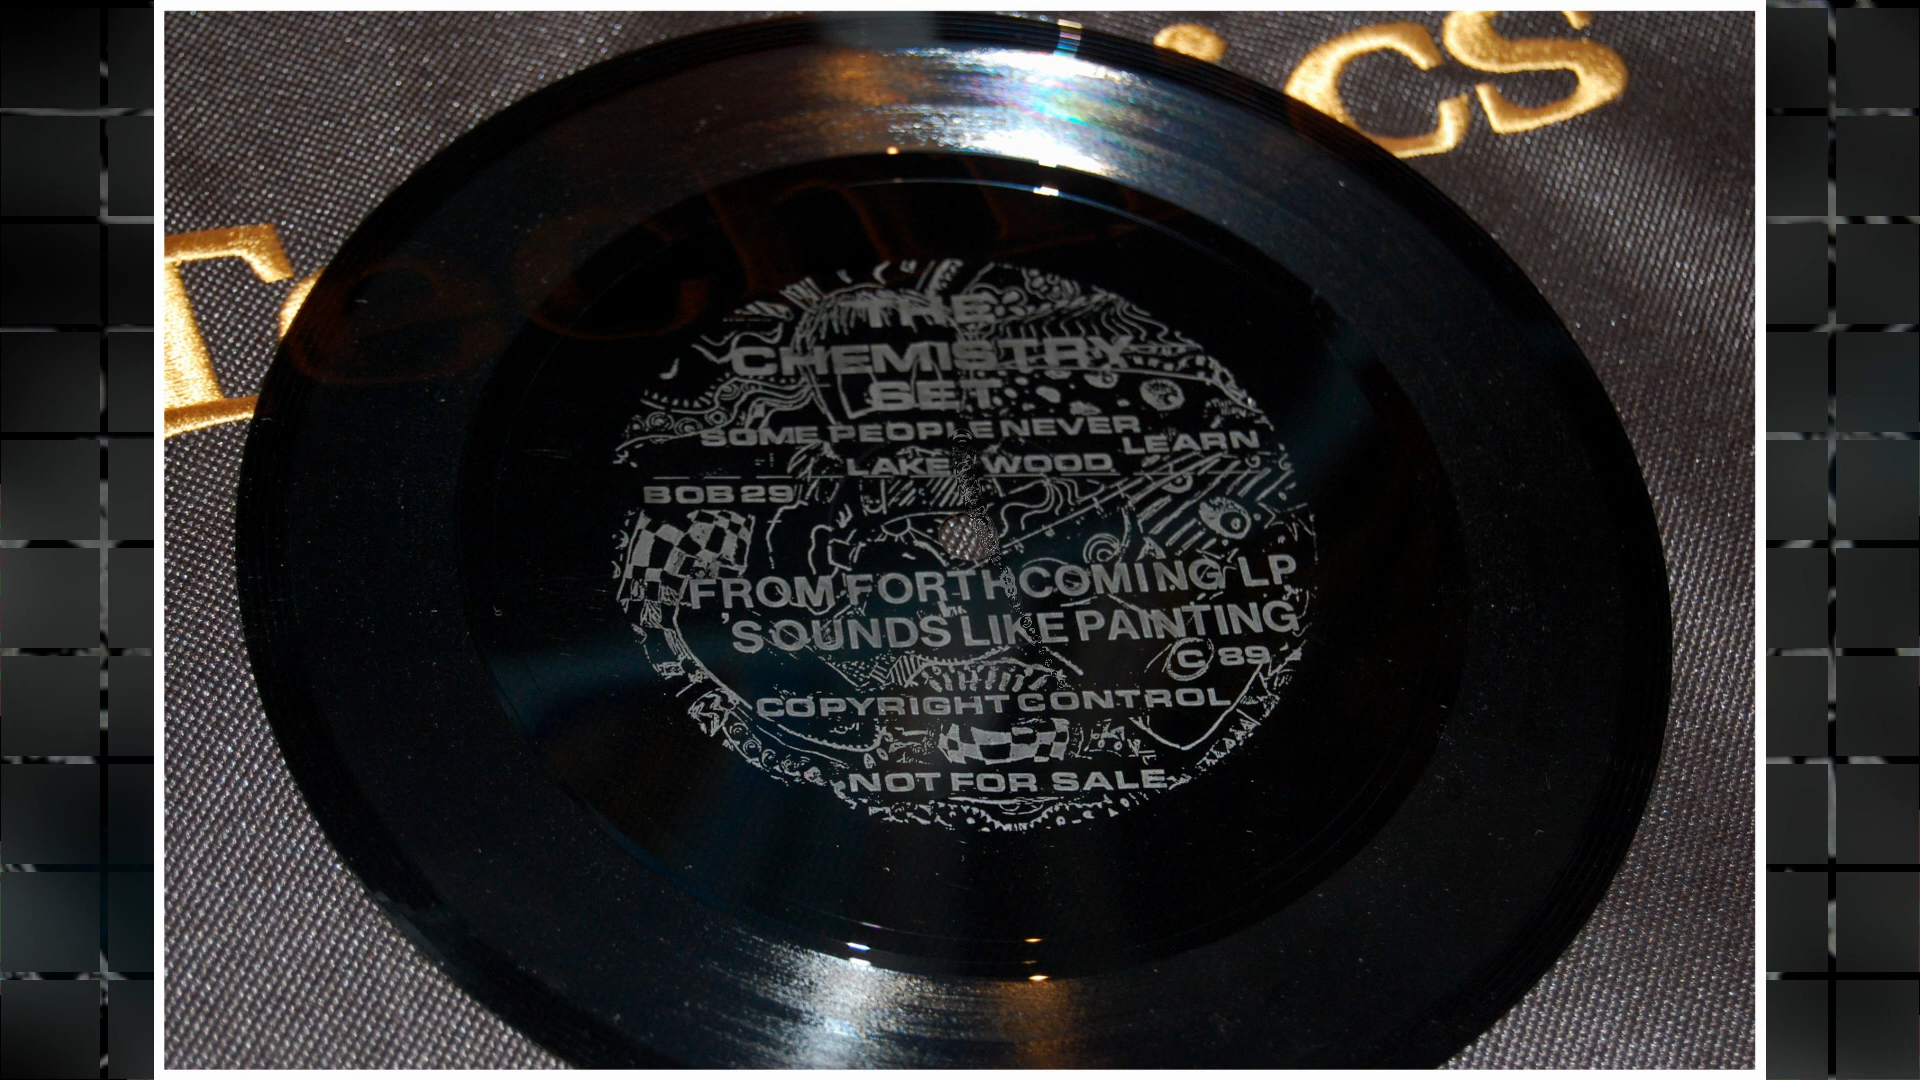 Technics
THE
CHEMISTRY
SET
SOME PEOPLE NEVER LEARN
LAKE WOOD
BOB 29
FROM FORTHCOMING LP
'SOUNDS LIKE PAINTING
C 89
COPYRIGHT CONTROL
NOT FOR SALE